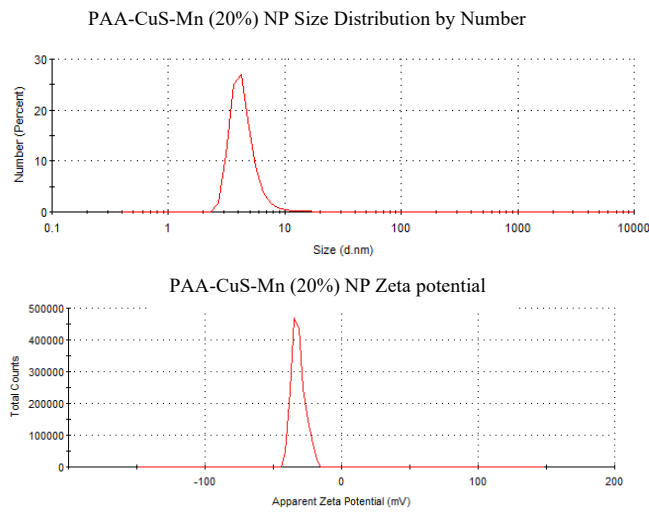 PAA-CuS-Mn (20%) NP Size Distribution by Number
30
20
10
0
Number (Percent)
0.1 1 10 100 1000 10000
Size (d.nm)
PAA-CuS-Mn (20%) NP Zeta potential
500000
400000
300000
200000
100000
0
Total Counts
-100 0 100 200
Apparent Zeta Potential (mV)